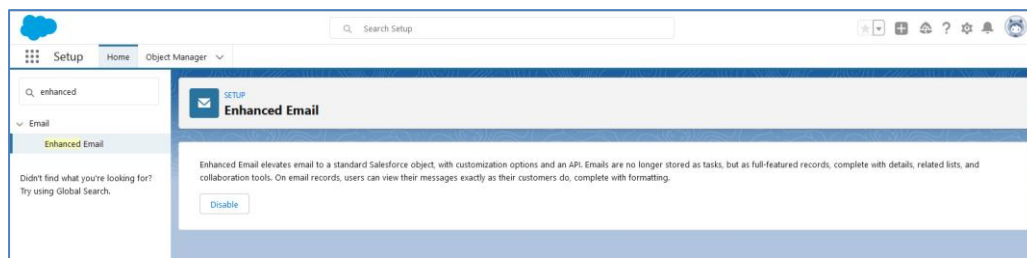 Search Setup
Setup
Home
Object Manager
enhanced
Email
Enhanced Email
Didn't find what you're looking for?
Try using Global Search.
SETUP
Enhanced Email
Enhanced Email elevates email to a standard Salesforce object, with customization options and an API. Emails are no longer stored as tasks, but as full-featured records, complete with details, related lists, and
collaboration tools. On email records, users can view their messages exactly as their customers do, complete with formatting.
Disable